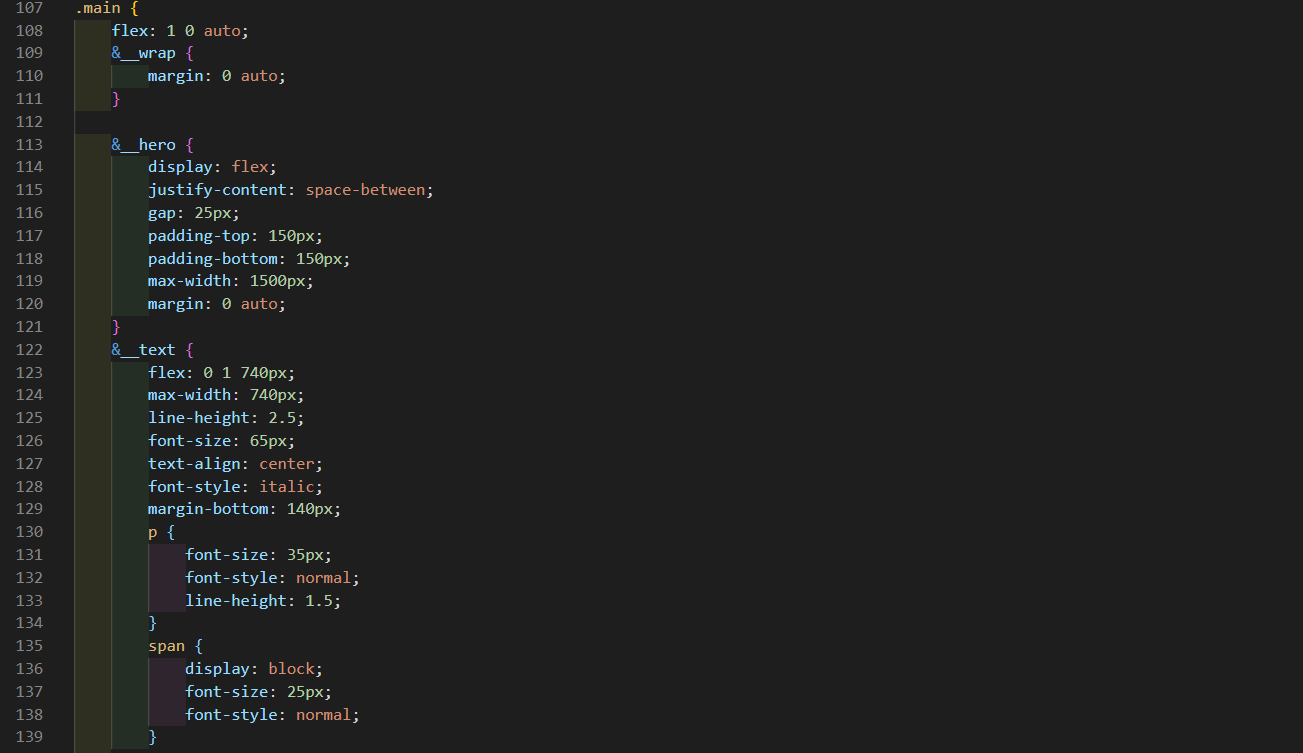 107 .main {
108 flex: 1 0 auto;
109 &__wrap {
110 margin: 0 auto;
111 }
112
113 &__hero {
114 display: flex;
115 justify-content: space-between;
116 gap: 25px;
117 padding-top: 150px;
118 padding-bottom: 150px;
119 max-width: 1500px;
120 margin: 0 auto;
121 }
122 &__text {
123 flex: 0 1 740px;
124 max-width: 740px;
125 line-height: 2.5;
126 font-size: 65px;
127 text-align: center;
128 font-style: italic;
129 margin-bottom: 140px;
130 p {
131 font-size: 35px;
132 font-style: normal;
133 line-height: 1.5;
134 }
135 span {
136 display: block;
137 font-size: 25px;
138 font-style: normal;
139 }